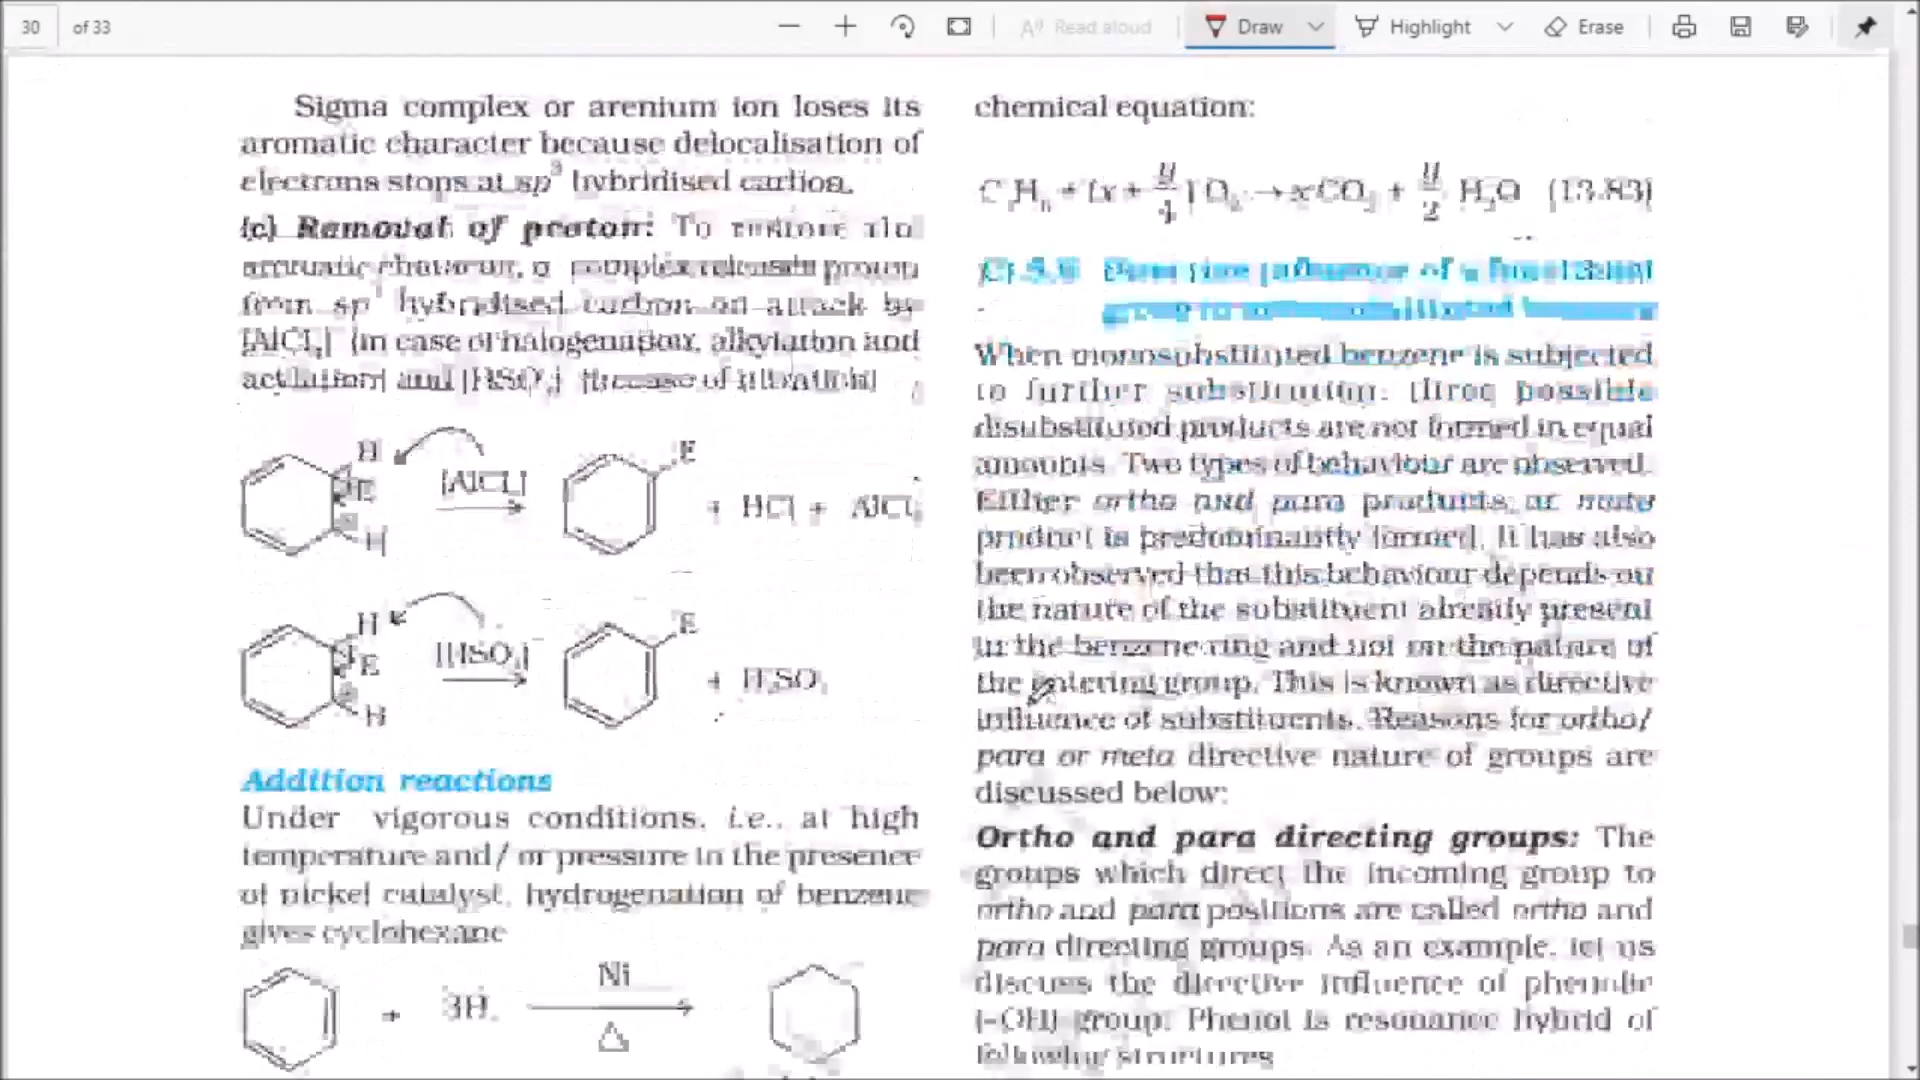 30 of 33
Read aloud
Draw
Highlight
Erase
Sigma complex or arenium ion loses its
aromatic character because delocalisation of
electrons stops at sp³ hybridised carbon.
(c) Removal of proton: To restore the
aromatic character, σ complex releases proton
from sp³ hybridised carbon on attack by
[AlCl₄]⁻ (in case of halogenation, alkylation and
acylation) and [HSO₄]⁻ (in case of nitration)
H
E
H
[AlCl₄]⁻
E
+ HCl + AlCl₃
H
E
H
[HSO₄]⁻
E
+ H₂SO₄
Addition reactions
Under vigorous conditions, i.e., at high
temperature and/ or pressure in the presence
of nickel catalyst, hydrogenation of benzene
gives cyclohexane
+ 3H₂
Ni
Δ
chemical equation:
CₓHᵧ + (x + y/4) O₂ → xCO₂ + y/2 H₂O (13.83)
Directive influence of a functional
group in monosubstituted benzene
When monosubstituted benzene is subjected
to further substitution, three possible
disubstituted products are not formed in equal
amounts. Two types of behaviour are observed.
Either ortho and para products or meta
product is predominantly formed. It has also
been observed that this behaviour depends on
the nature of the substituent already present
in the benzene ring and not on the nature of
the entering group. This is known as directive
influence of substituents. Reasons for ortho/
para or meta directive nature of groups are
discussed below:
Ortho and para directing groups: The
groups which direct the incoming group to
ortho and para positions are called ortho and
para directing groups. As an example, let us
discuss the directive influence of phenolic
(–OH) group. Phenol is resonance hybrid of
following structures